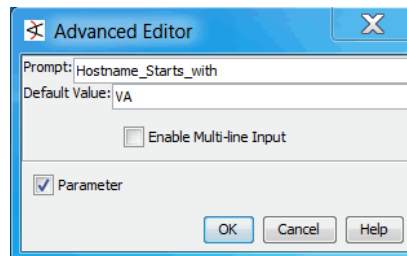 Advanced Editor
Prompt: Hostname_Starts_with
Default Value: VA
Enable Multi-line Input
Parameter
OK Cancel Help